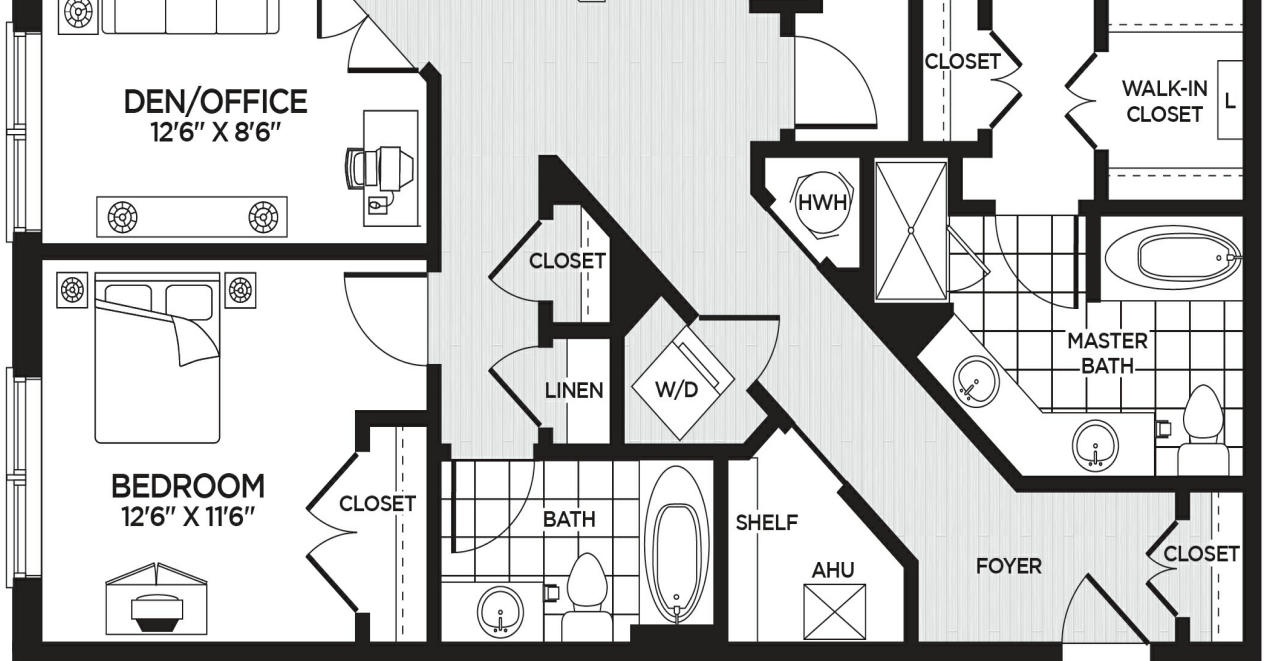 CLOSET
WALK-IN
CLOSET
L
DEN/OFFICE
12'6" X 8'6"
HWH
CLOSET
MASTER
BATH
LINEN
W/D
BEDROOM
12'6" X 11'6"
CLOSET
BATH
SHELF
AHU
FOYER
CLOSET